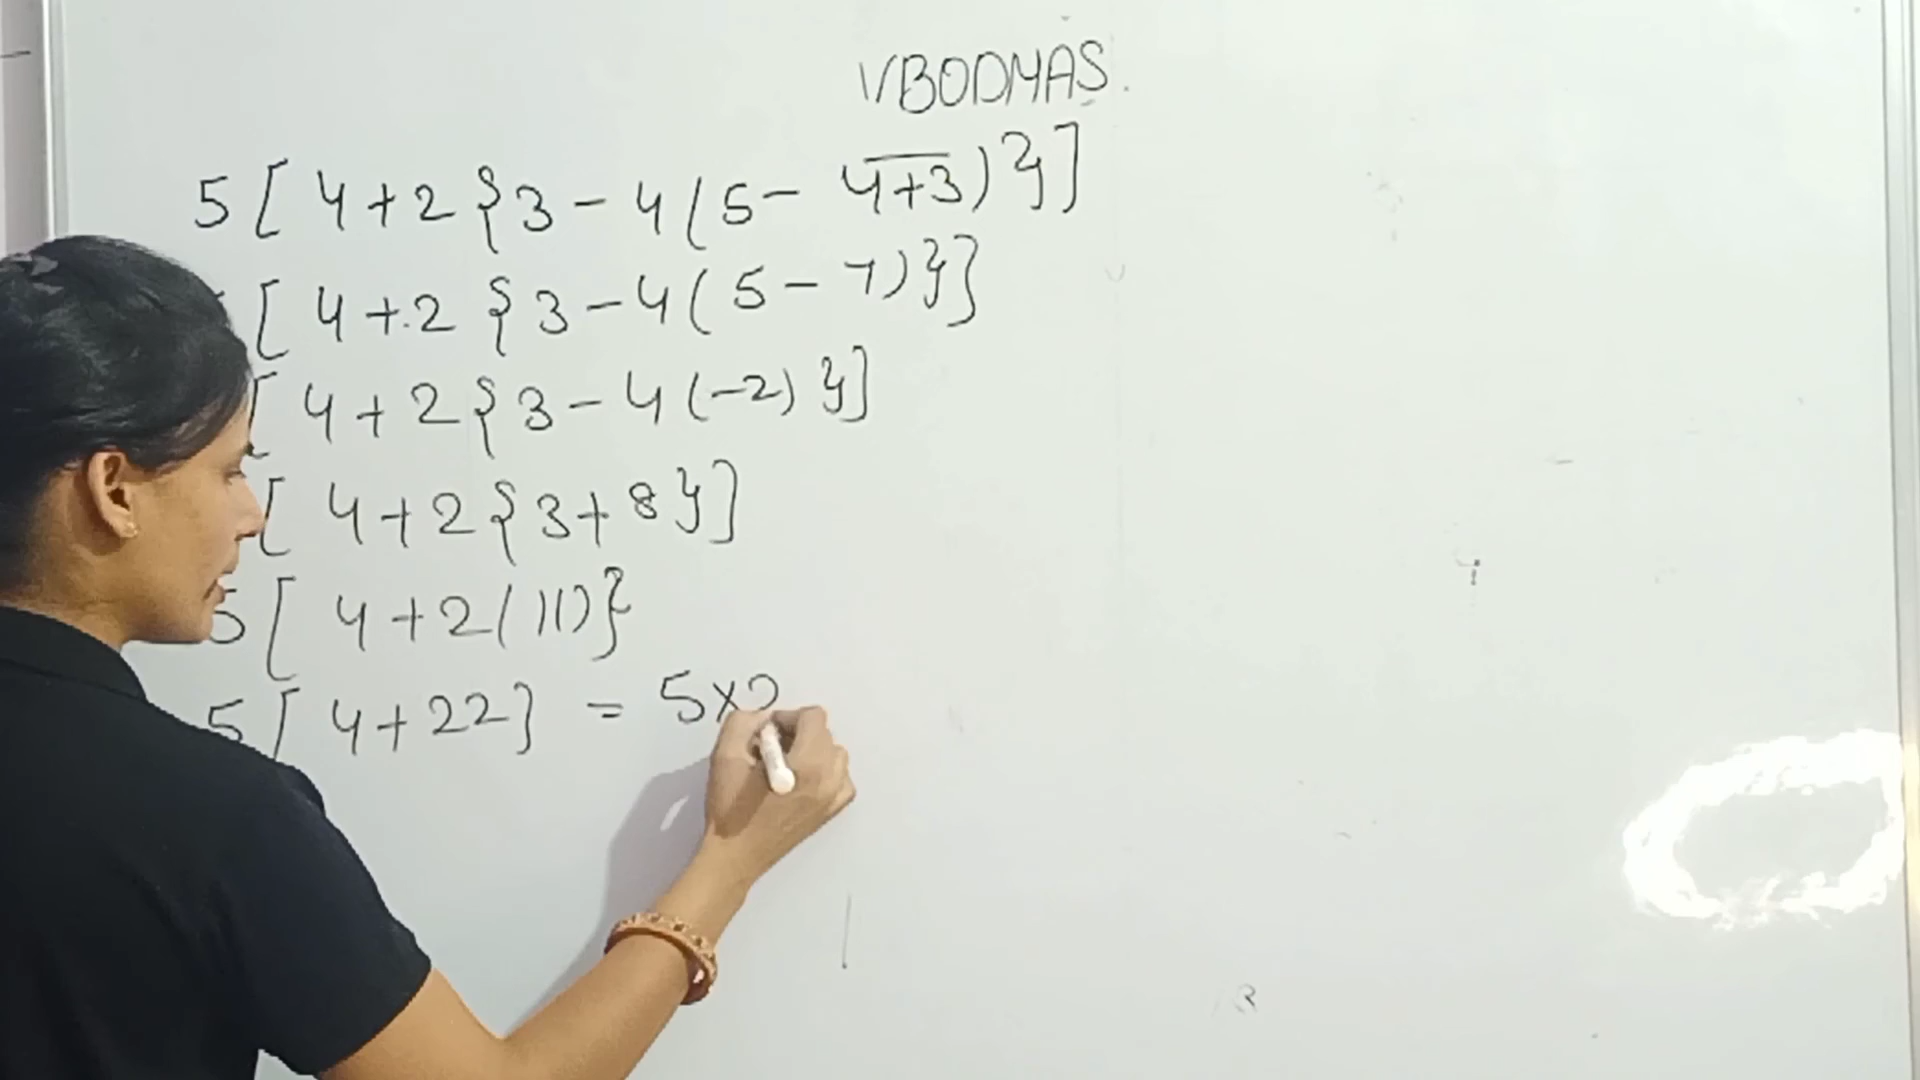 VBODMAS.
5[4+2{3-4(5-4̅+̅3̅)}]
[4+2{3-4(5-7)}]
[4+2{3-4(-2)}]
[4+2{3+8}]
5[4+2(11)}
5[4+22] = 5×2